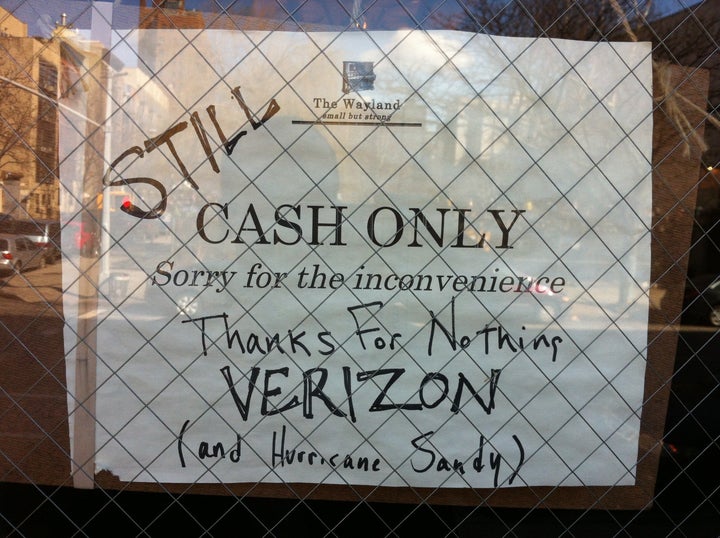 The Wayland
small but strong
STILL
CASH ONLY
Sorry for the inconvenience
Thanks For Nothing
VERIZON
(and Hurricane Sandy)